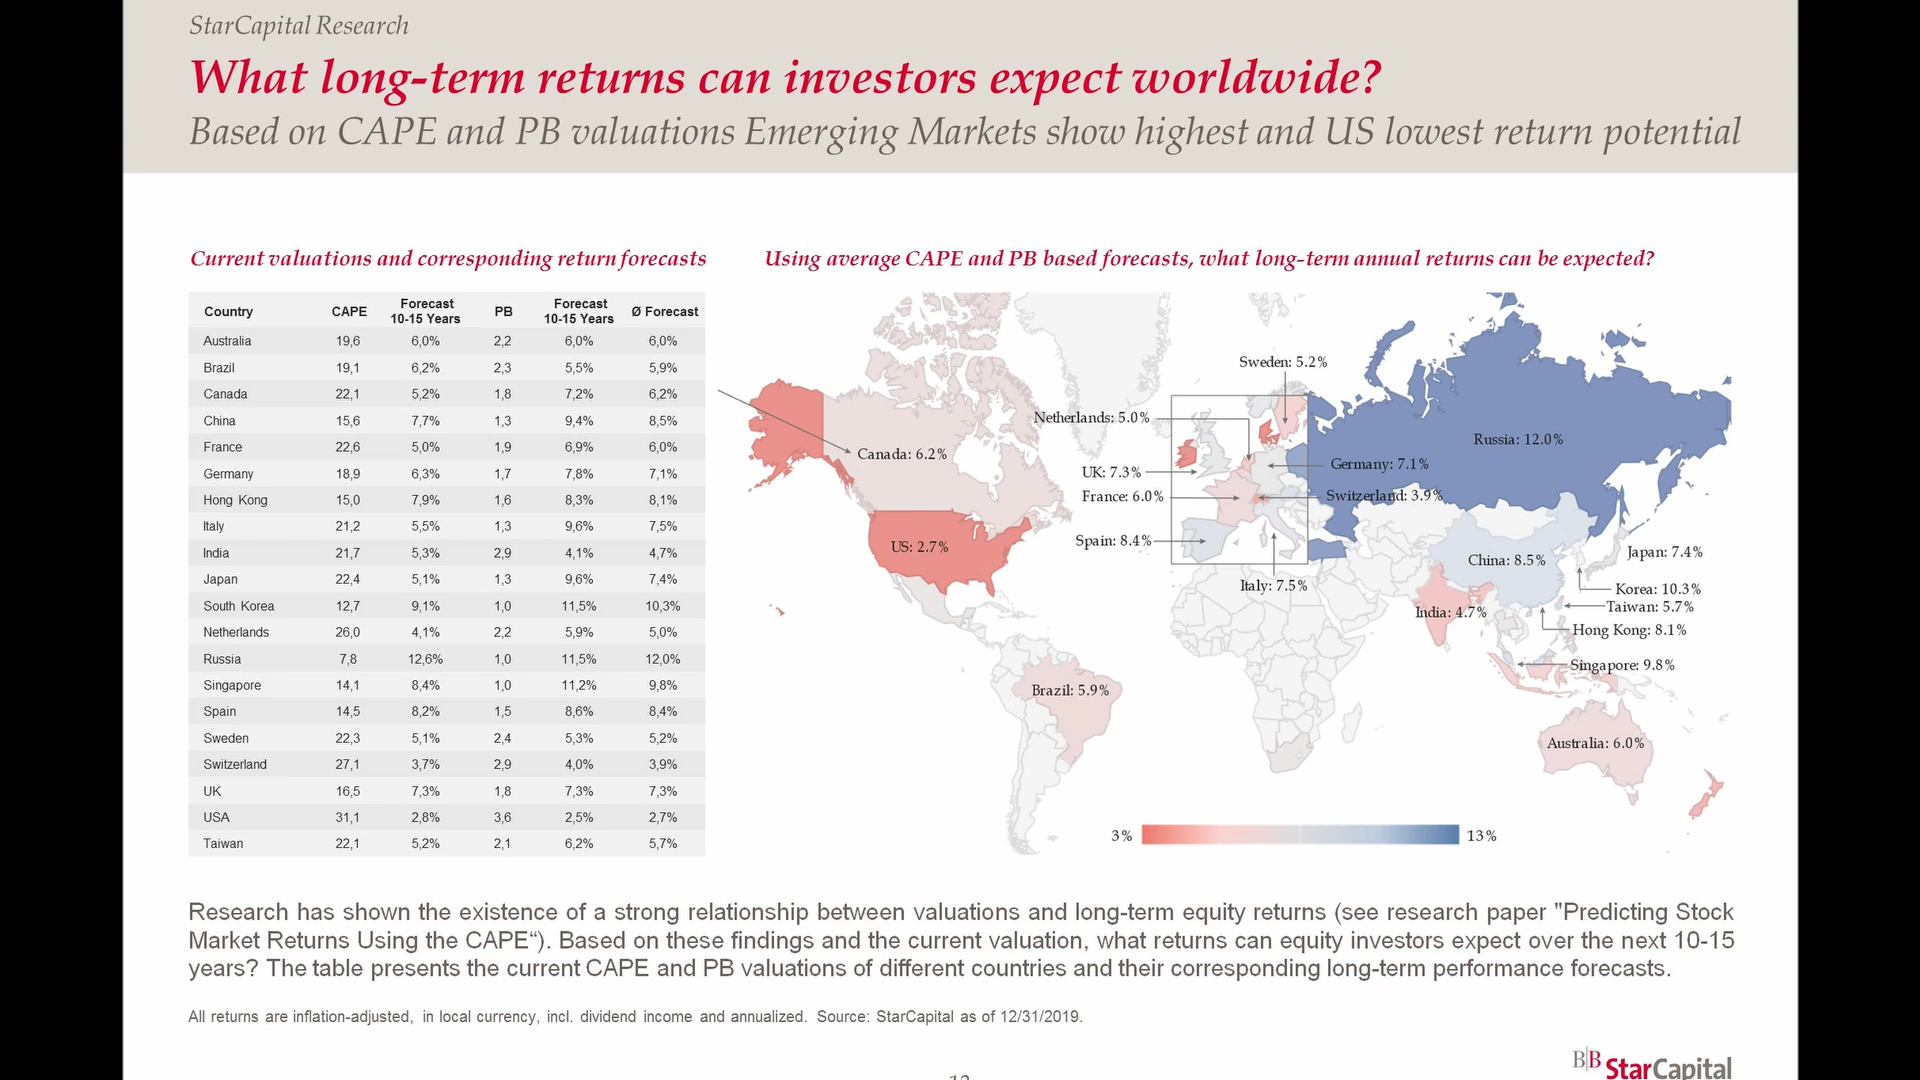 StarCapital Research
What long-term returns can investors expect worldwide?
Based on CAPE and PB valuations Emerging Markets show highest and US lowest return potential
Current valuations and corresponding return forecasts
Country CAPE Forecast 10-15 Years PB Forecast 10-15 Years Ø Forecast
Australia 19,6 6,0% 2,2 6,0% 6,0%
Brazil 19,1 6,2% 2,3 5,5% 5,9%
Canada 22,1 5,2% 1,8 7,2% 6,2%
China 15,6 7,7% 1,3 9,4% 8,5%
France 22,6 5,0% 1,9 6,9% 6,0%
Germany 18,9 6,3% 1,7 7,8% 7,1%
Hong Kong 15,0 7,9% 1,6 8,3% 8,1%
Italy 21,2 5,5% 1,3 9,6% 7,5%
India 21,7 5,3% 2,9 4,1% 4,7%
Japan 22,4 5,1% 1,3 9,6% 7,4%
South Korea 12,7 9,1% 1,0 11,5% 10,3%
Netherlands 26,0 4,1% 2,2 5,9% 5,0%
Russia 7,8 12,6% 1,0 11,5% 12,0%
Singapore 14,1 8,4% 1,0 11,2% 9,8%
Spain 14,5 8,2% 1,5 8,6% 8,4%
Sweden 22,3 5,1% 2,4 5,3% 5,2%
Switzerland 27,1 3,7% 2,9 4,0% 3,9%
UK 16,5 7,3% 1,8 7,3% 7,3%
USA 31,1 2,8% 3,6 2,5% 2,7%
Taiwan 22,1 5,2% 2,1 6,2% 5,7%
Using average CAPE and PB based forecasts, what long-term annual returns can be expected?
Sweden: 5.2%
Netherlands: 5.0%
Russia: 12.0%
Canada: 6.2%
Germany: 7.1%
UK: 7.3%
France: 6.0%
Switzerland: 3.9%
Spain: 8.4%
US: 2.7%
Japan: 7.4%
China: 8.5%
Italy: 7.5%
Korea: 10.3%
Taiwan: 5.7%
India: 4.7%
Hong Kong: 8.1%
Singapore: 9.8%
Brazil: 5.9%
Australia: 6.0%
3% 13%
Research has shown the existence of a strong relationship between valuations and long-term equity returns (see research paper "Predicting Stock
Market Returns Using the CAPE“). Based on these findings and the current valuation, what returns can equity investors expect over the next 10-15
years? The table presents the current CAPE and PB valuations of different countries and their corresponding long-term performance forecasts.
All returns are inflation-adjusted, in local currency, incl. dividend income and annualized. Source: StarCapital as of 12/31/2019.
B|B StarCapital